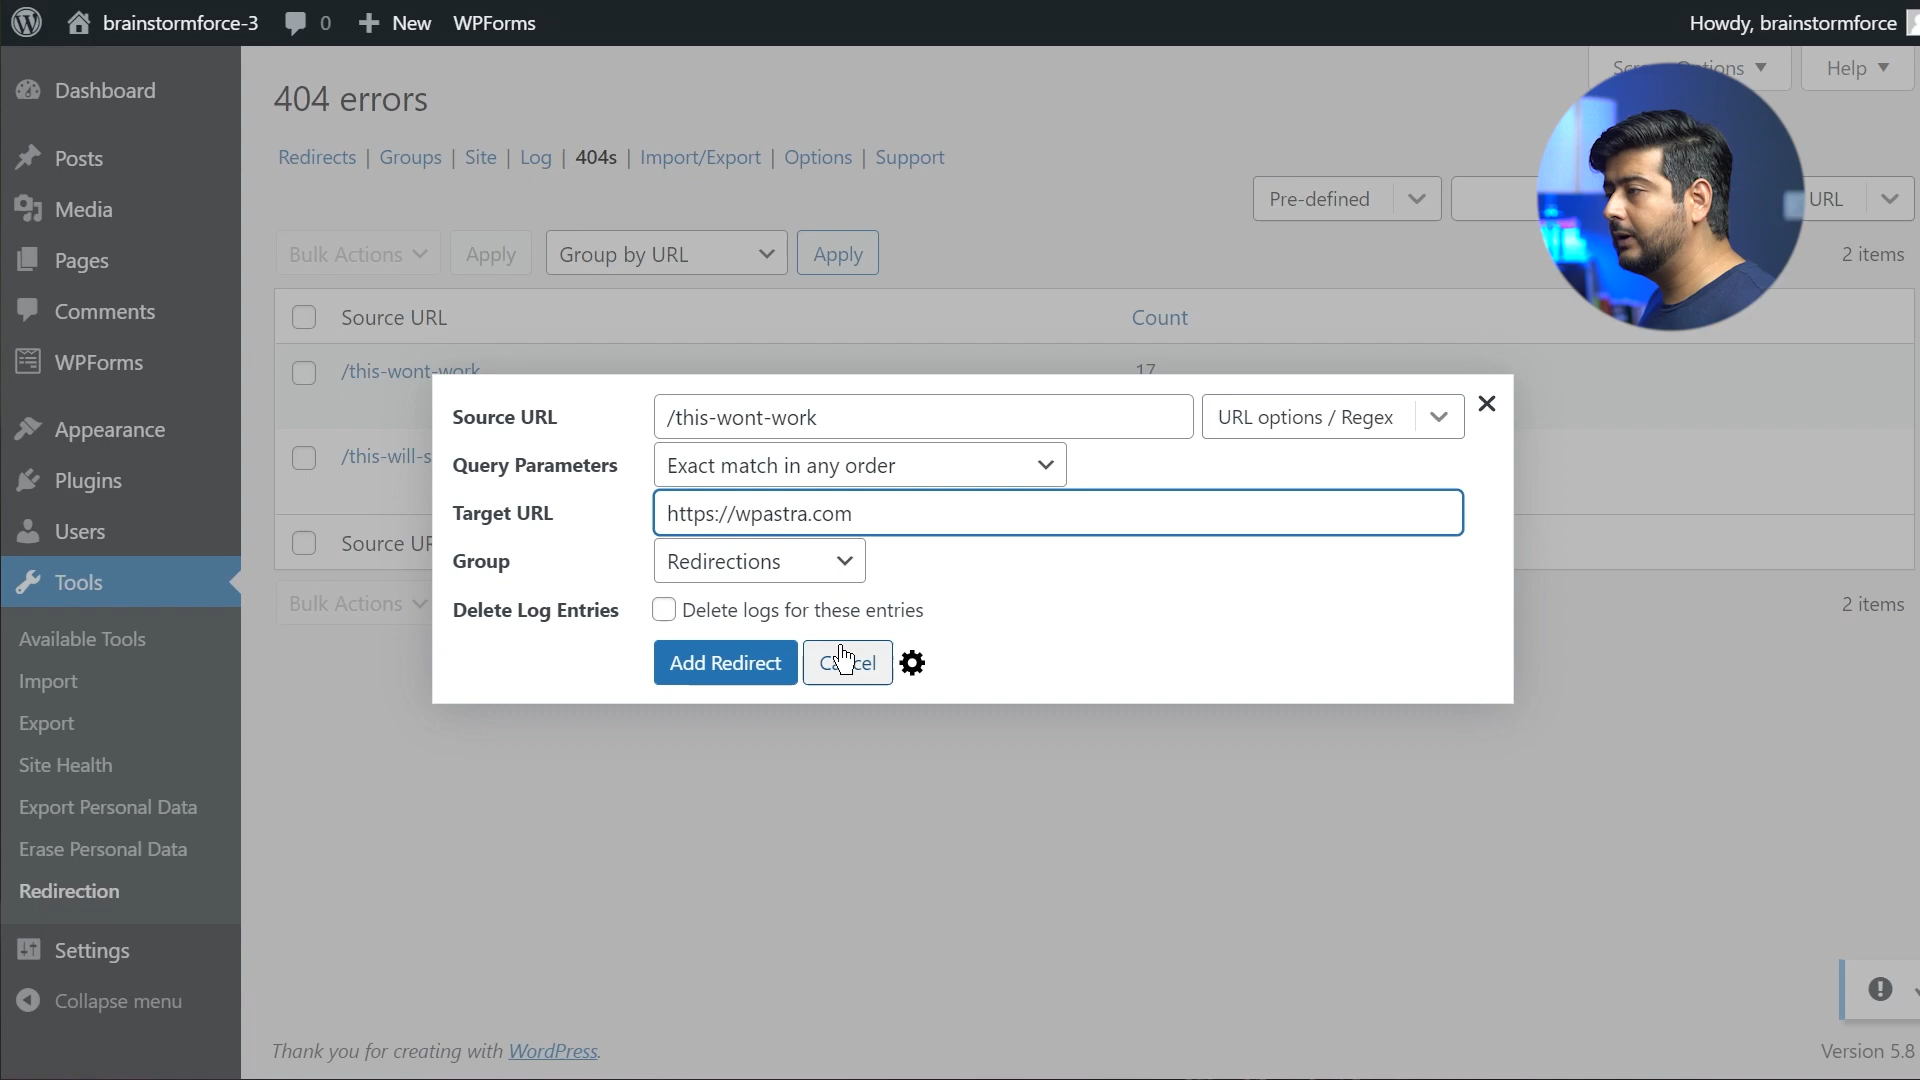 brainstormforce-3 0 New WPForms Howdy, brainstormforce
Dashboard
Posts
Media
Pages
Comments
WPForms
Appearance
Plugins
Users
Tools
Available Tools
Import
Export
Site Health
Export Personal Data
Erase Personal Data
Redirection
Settings
Collapse menu
Help
404 errors
Redirects | Groups | Site | Log | 404s | Import/Export | Options | Support
Pre-defined URL
Bulk Actions Apply Group by URL Apply 2 items
Source URL Count
/this-wont-work 17
/this-will-s
Source UR
Bulk Actions 2 items
Source URL /this-wont-work URL options / Regex
Query Parameters Exact match in any order
Target URL https://wpastra.com
Group Redirections
Delete Log Entries Delete logs for these entries
Add Redirect Cancel
Thank you for creating with WordPress.
Version 5.8